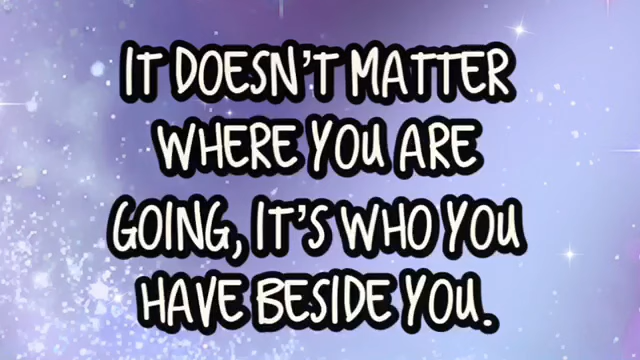 IT DOESN'T MATTER
WHERE YOU ARE
GOING, IT'S WHO YOU
HAVE BESIDE YOU.